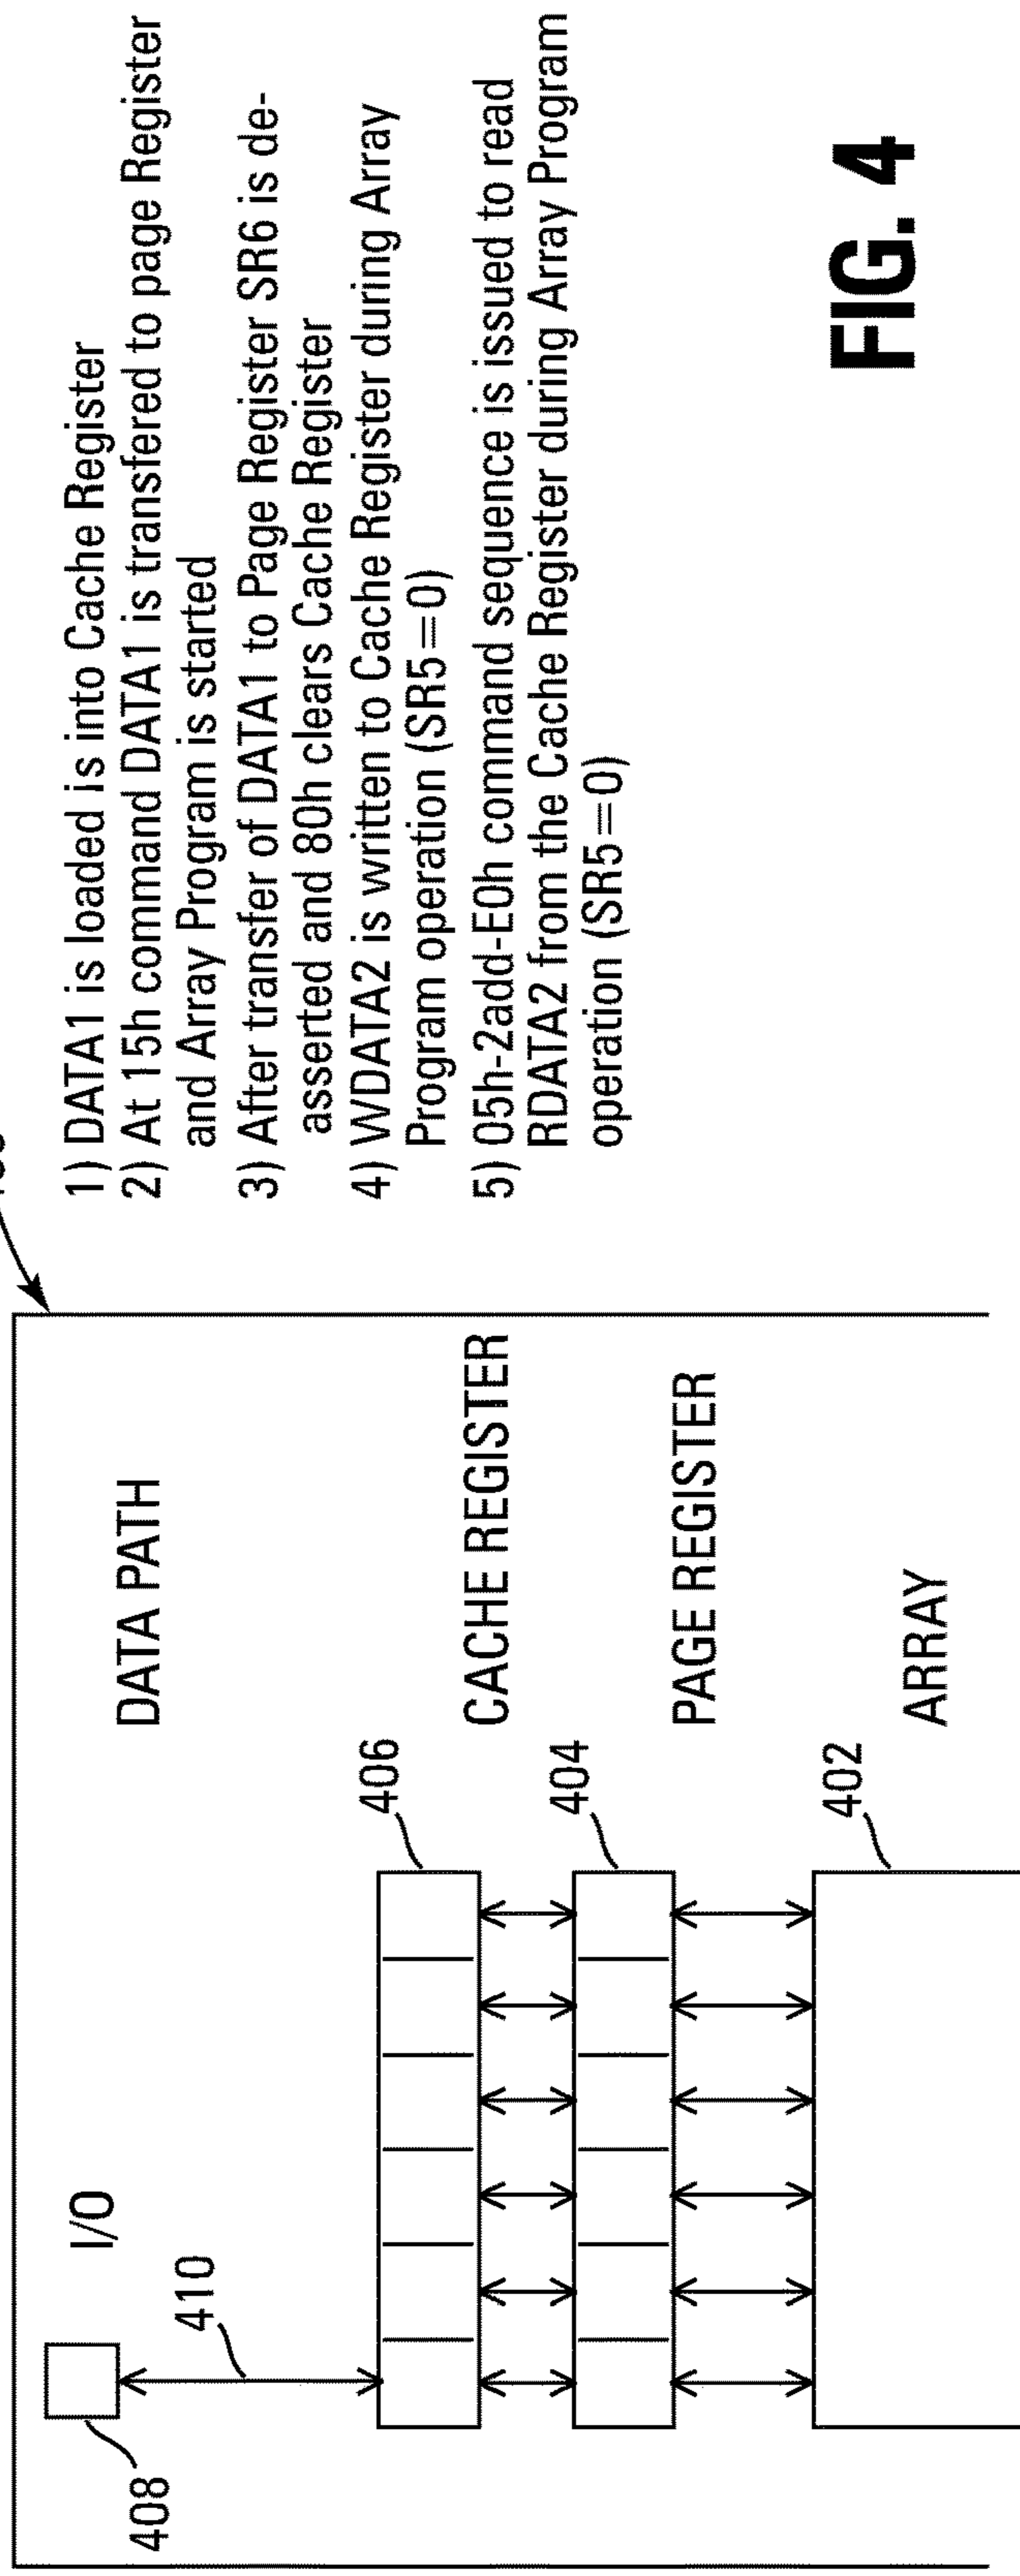 I/O
DATA PATH
408
410
406
CACHE REGISTER
404
PAGE REGISTER
402
ARRAY
1) DATA1 is loaded is into Cache Register
2) At 15h command DATA1 is transfered to page Register
and Array Program is started
3) After transfer of DATA1 to Page Register SR6 is de-
asserted and 80h clears Cache Register
4) WDATA2 is written to Cache Register during Array
Program operation (SR5=0)
5) 05h-2add-E0h command sequence is issued to read
RDATA2 from the Cache Register during Array Program
operation (SR5=0)
FIG. 4